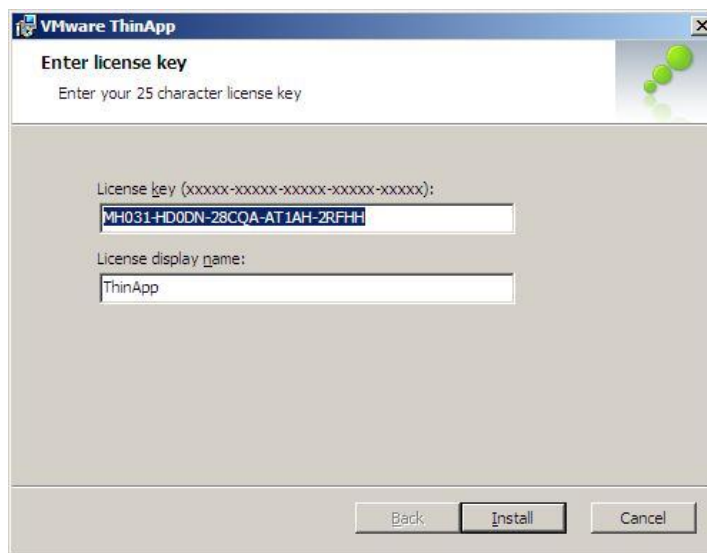 VMware ThinApp
Enter license key
Enter your 25 character license key
License key (xxxxx-xxxxx-xxxxx-xxxxx-xxxxx):
MH031-HD0DN-28CQA-AT1AH-2RFHH
License display name:
ThinApp
Back Install Cancel